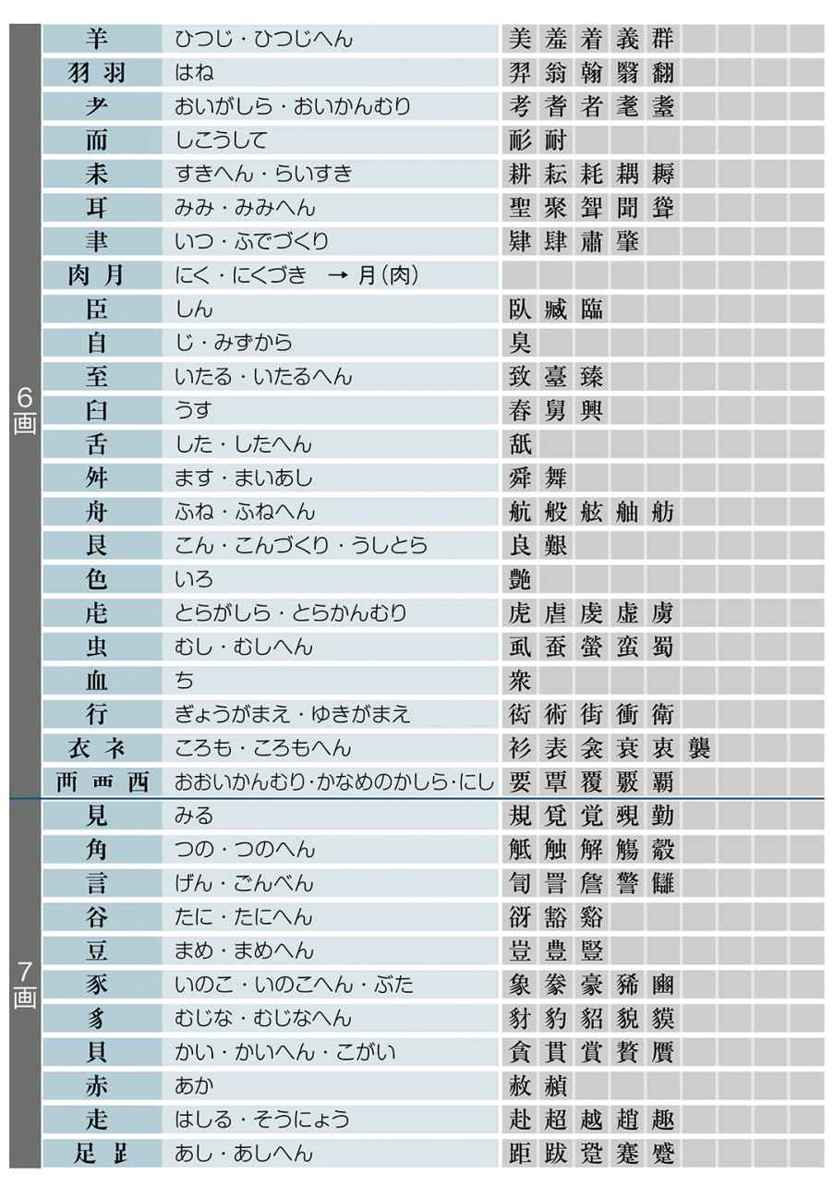 羊 ひつじ・ひつじへん 美 羞 着 義 群
羽 羽 はね 羿 翁 翰 翳 翻
耂 おいがしら・おいかんむり 考 耆 者 耄 耋
而 しこうして 耏 耐
耒 すきへん・らいすき 耕 耘 耗 耦 耨
耳 みみ・みみへん 聖 聚 聟 聞 聳
聿 いつ・ふでづくり 肄 肆 肅 肇
肉 月 にく・にくづき → 月(肉)
臣 しん 臥 臧 臨
自 じ・みずから 臭
至 いたる・いたるへん 致 臺 臻
臼 うす 舂 舅 興
舌 した・したへん 舐
舛 ます・まいあし 舜 舞
舟 ふね・ふねへん 航 般 舷 舳 舫
艮 こん・こんづくり・うしとら 良 艱
色 いろ 艶
虍 とらがしら・とらかんむり 虎 虐 虔 虚 虜
虫 むし・むしへん 虱 蚕 螢 蛮 蜀
血 ち 衆
6画
行 ぎょうがまえ・ゆきがまえ 衒 術 街 衝 衛
衣 衤 ころも・ころもへん 衫 表 衾 衰 衷 襲
襾 覀 西 おおいかんむり・かなめのかしら・にし 要 覃 覆 覈 覇
見 みる 規 覓 覚 覡 覲
角 つの・つのへん 觝 触 解 觴 觳
言 げん・ごんべん 訇 詈 詹 警 讎
谷 たに・たにへん 谺 豁 谿
豆 まめ・まめへん 豈 豊 豎
7画
豕 いのこ・いのこへん・ぶた 象 豢 豪 豨 豳
豸 むじな・むじなへん 豺 豹 貂 貌 貘
貝 かい・かいへん・こがい 貪 貫 賞 贅 贋
赤 あか 赦 赬
走 はしる・そうにょう 赴 超 越 趙 趣
足 𧾷 あし・あしへん 距 跋 跫 蹇 躄